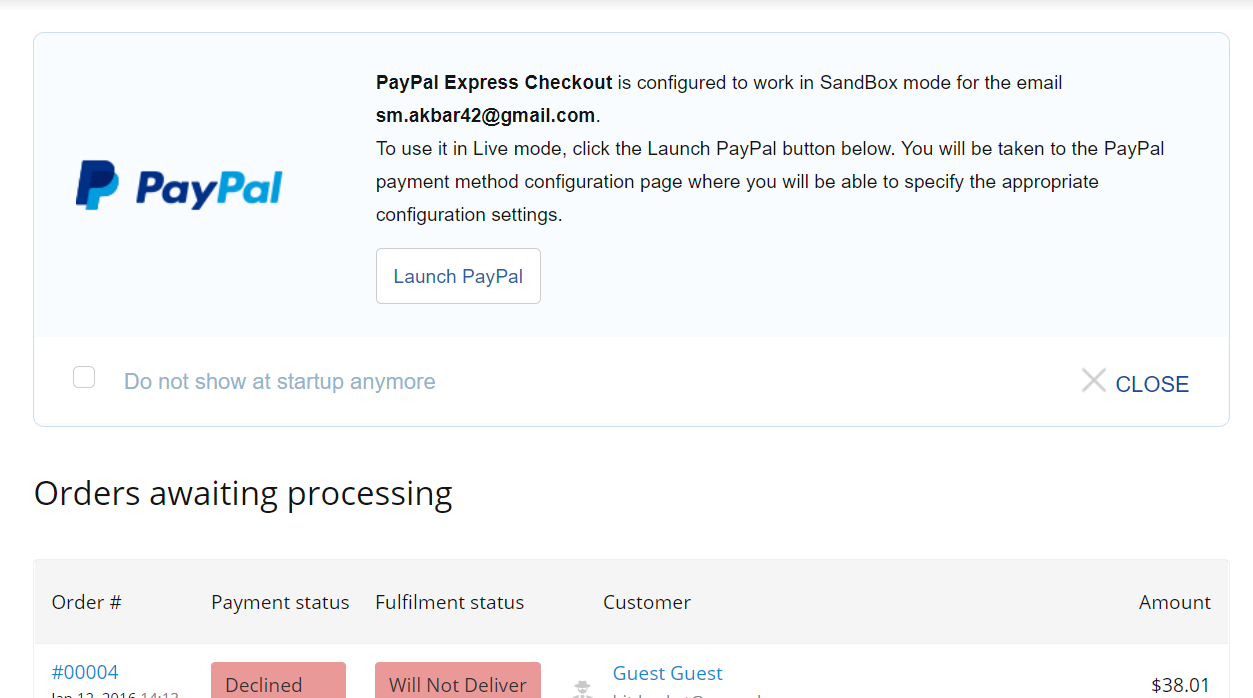 PayPal Express Checkout is configured to work in SandBox mode for the email
sm.akbar42@gmail.com.
To use it in Live mode, click the Launch PayPal button below. You will be taken to the PayPal
payment method configuration page where you will be able to specify the appropriate
configuration settings.
PayPal
Launch PayPal
Do not show at startup anymore
CLOSE
Orders awaiting processing
Order # Payment status Fulfilment status Customer Amount
#00004 Declined Will Not Deliver Guest Guest $38.01
Jan 12, 2016 14:13